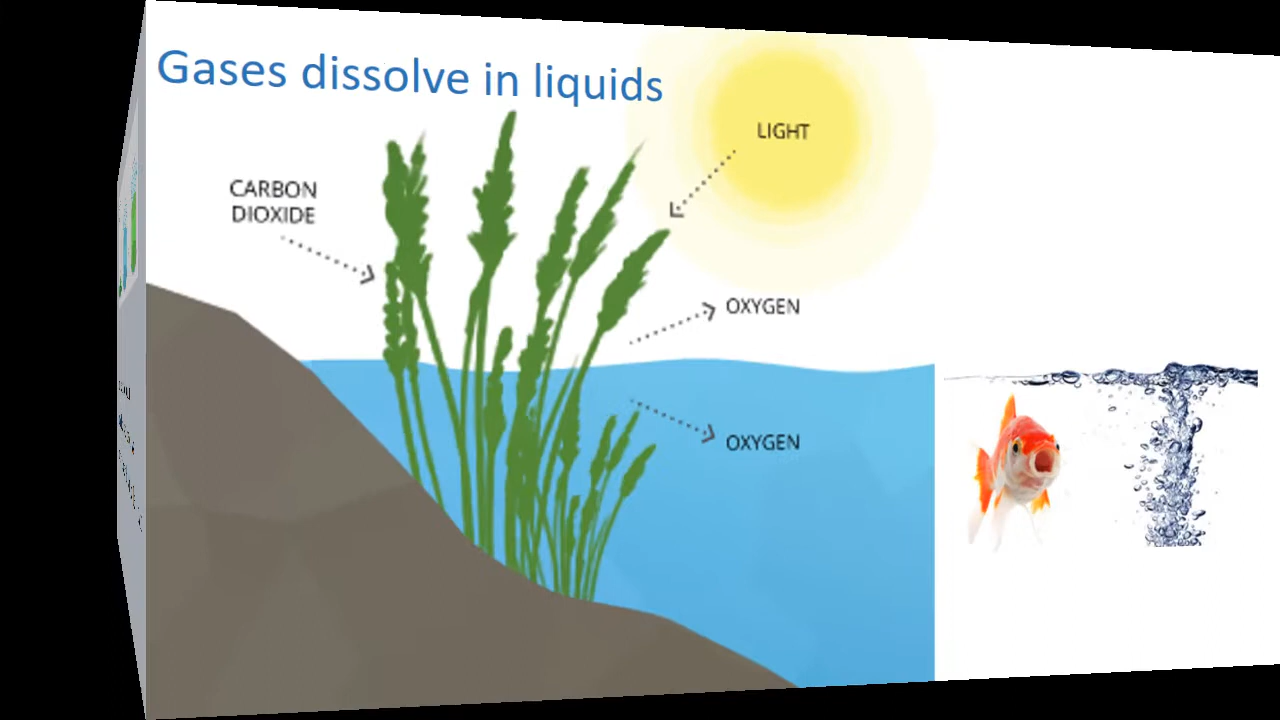 Gases dissolve in liquids
LIGHT
CARBON
DIOXIDE
OXYGEN
OXYGEN